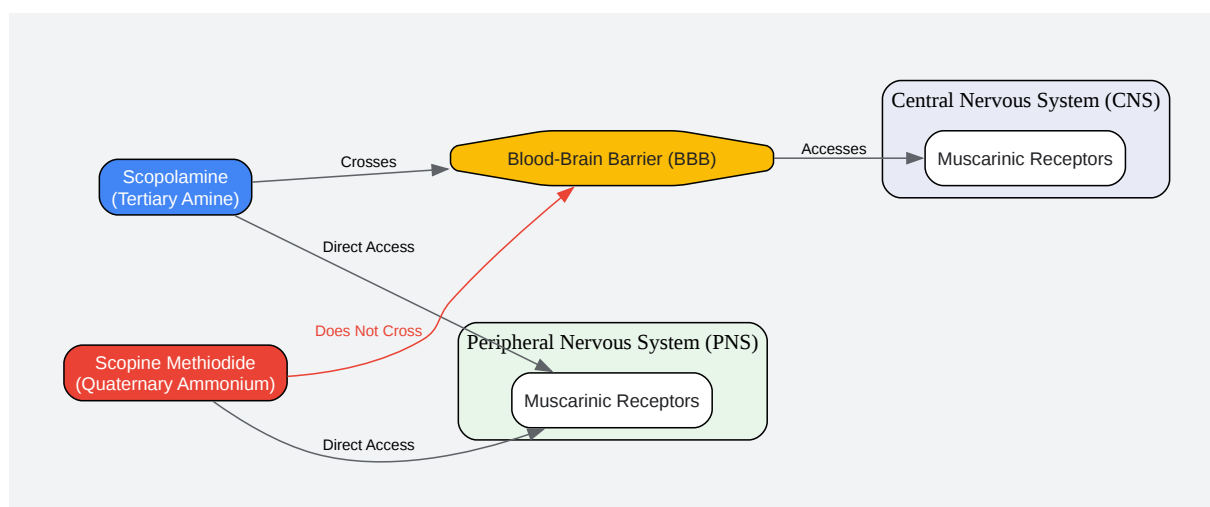 Central Nervous System (CNS)
Crosses
Blood-Brain Barrier (BBB)
Accesses
Muscarinic Receptors
Scopolamine
(Tertiary Amine)
Direct Access
Does Not Cross
Peripheral Nervous System (PNS)
Scopine Methiodide
(Quaternary Ammonium)
Muscarinic Receptors
Direct Access